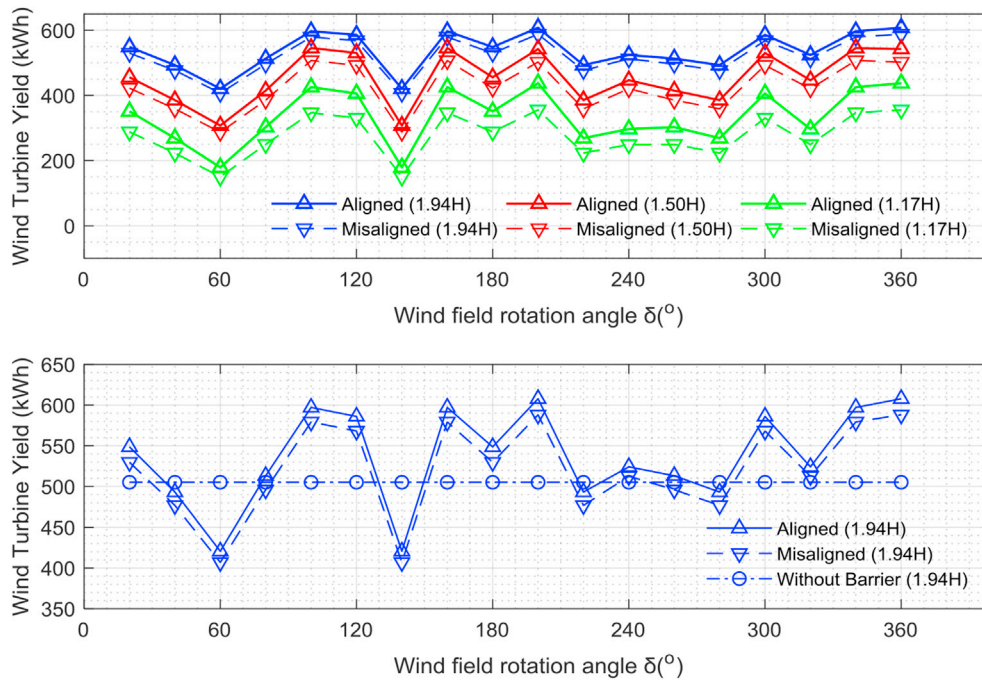 Wind Turbine Yield (kWh)
600
400
200
0
Aligned (1.94H) Aligned (1.50H) Aligned (1.17H)
Misaligned (1.94H) Misaligned (1.50H) Misaligned (1.17H)
0 60 120 180 240 300 360
Wind field rotation angle δ(°)
Wind Turbine Yield (kWh)
650
600
550
500
450
400
350
Aligned (1.94H)
Misaligned (1.94H)
Without Barrier (1.94H)
0 60 120 180 240 300 360
Wind field rotation angle δ(°)